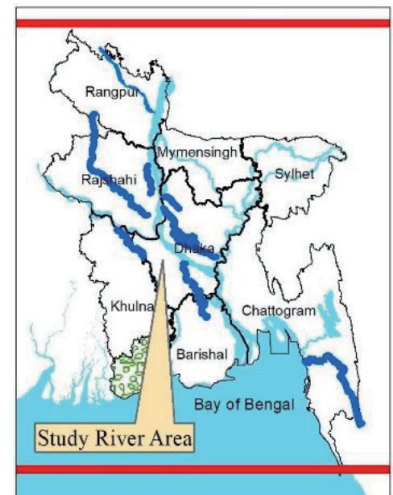 Rangpur
Mymensingh
Rajshahi
Sylhet
Dhaka
Khulna
Chattogram
Barishal
Bay of Bengal
Study River Area